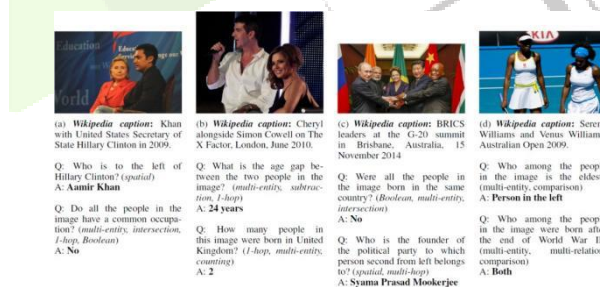 Education
Educ
World
KIA
(a) Wikipedia caption: Khan
with United States Secretary of
State Hillary Clinton in 2009.
Q: Who is to the left of
Hillary Clinton? (spatial)
A: Aamir Khan
Q: Do all the people in the
image have a common occupa-
tion? (multi-entity, intersection,
1-hop, Boolean)
A: No
(b) Wikipedia caption: Cheryl
alongside Simon Cowell on The
X Factor, London, June 2010.
Q: What is the age gap be-
tween the two people in the
image? (multi-entity, subtrac-
tion, 1-hop)
A: 24 years
Q: How many people in
this image were born in United
Kingdom? (1-hop, multi-entity,
counting)
A: 2
(c) Wikipedia caption: BRICS
leaders at the G-20 summit
in Brisbane, Australia, 15
November 2014
Q: Were all the people in
the image born in the same
country? (Boolean, multi-entity,
intersection)
A: No
Q: Who is the founder of
the political party to which
person second from left belongs
to? (spatial, multi-hop)
A: Syama Prasad Mookerjee
(d) Wikipedia caption: Seren
Williams and Venus William
Australian Open 2009.
Q: Who among the peop
in the image is the eldes
(multi-entity, comparison)
A: Person in the left
Q: Who among the peop
in the image were born aft
the end of World War I
(multi-entity, multi-relatio
comparison)
A: Both